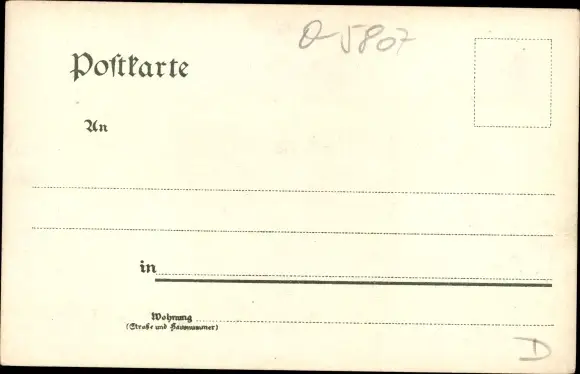 O-5807
Postkarte
An
in
Wohnung
(Straße und Hausnummer)
D